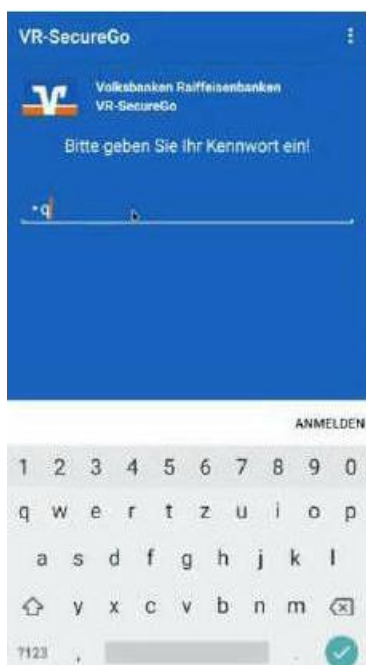 VR-SecureGo
Volksbanken Raiffeisenbanken
VR-SecureGo
Bitte geben Sie Ihr Kennwort ein!
•q
ANMELDEN
1 2 3 4 5 6 7 8 9 0
q w e r t z u i o p
a s d f g h j k l
y x c v b n m
?123 , .